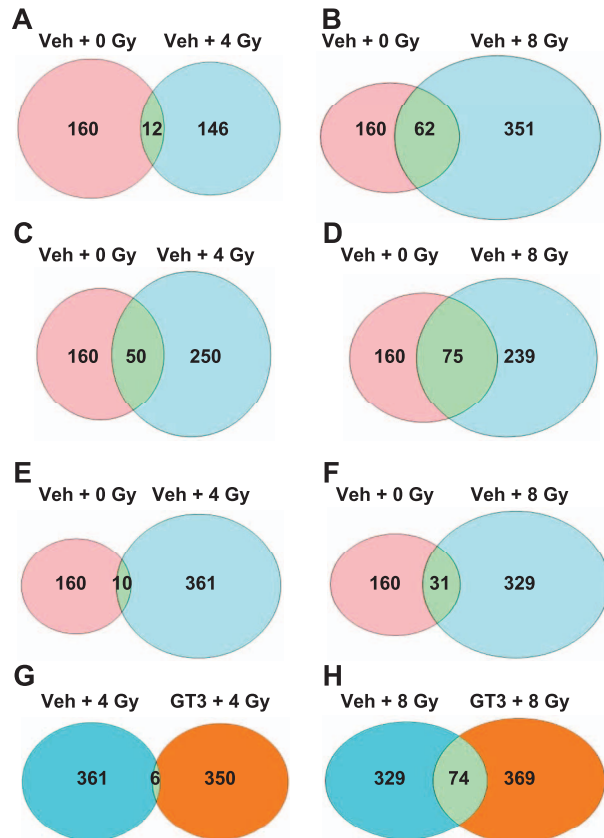 A
B
Veh + 0 Gy Veh + 4 Gy
Veh + 0 Gy Veh + 8 Gy
160 12 146
160 62 351
C
D
Veh + 0 Gy Veh + 4 Gy
Veh + 0 Gy Veh + 8 Gy
160 50 250
160 75 239
E
F
Veh + 0 Gy Veh + 4 Gy
Veh + 0 Gy Veh + 8 Gy
160 10 361
160 31 329
G
H
Veh + 4 Gy GT3 + 4 Gy
Veh + 8 Gy GT3 + 8 Gy
361 6 350
329 74 369